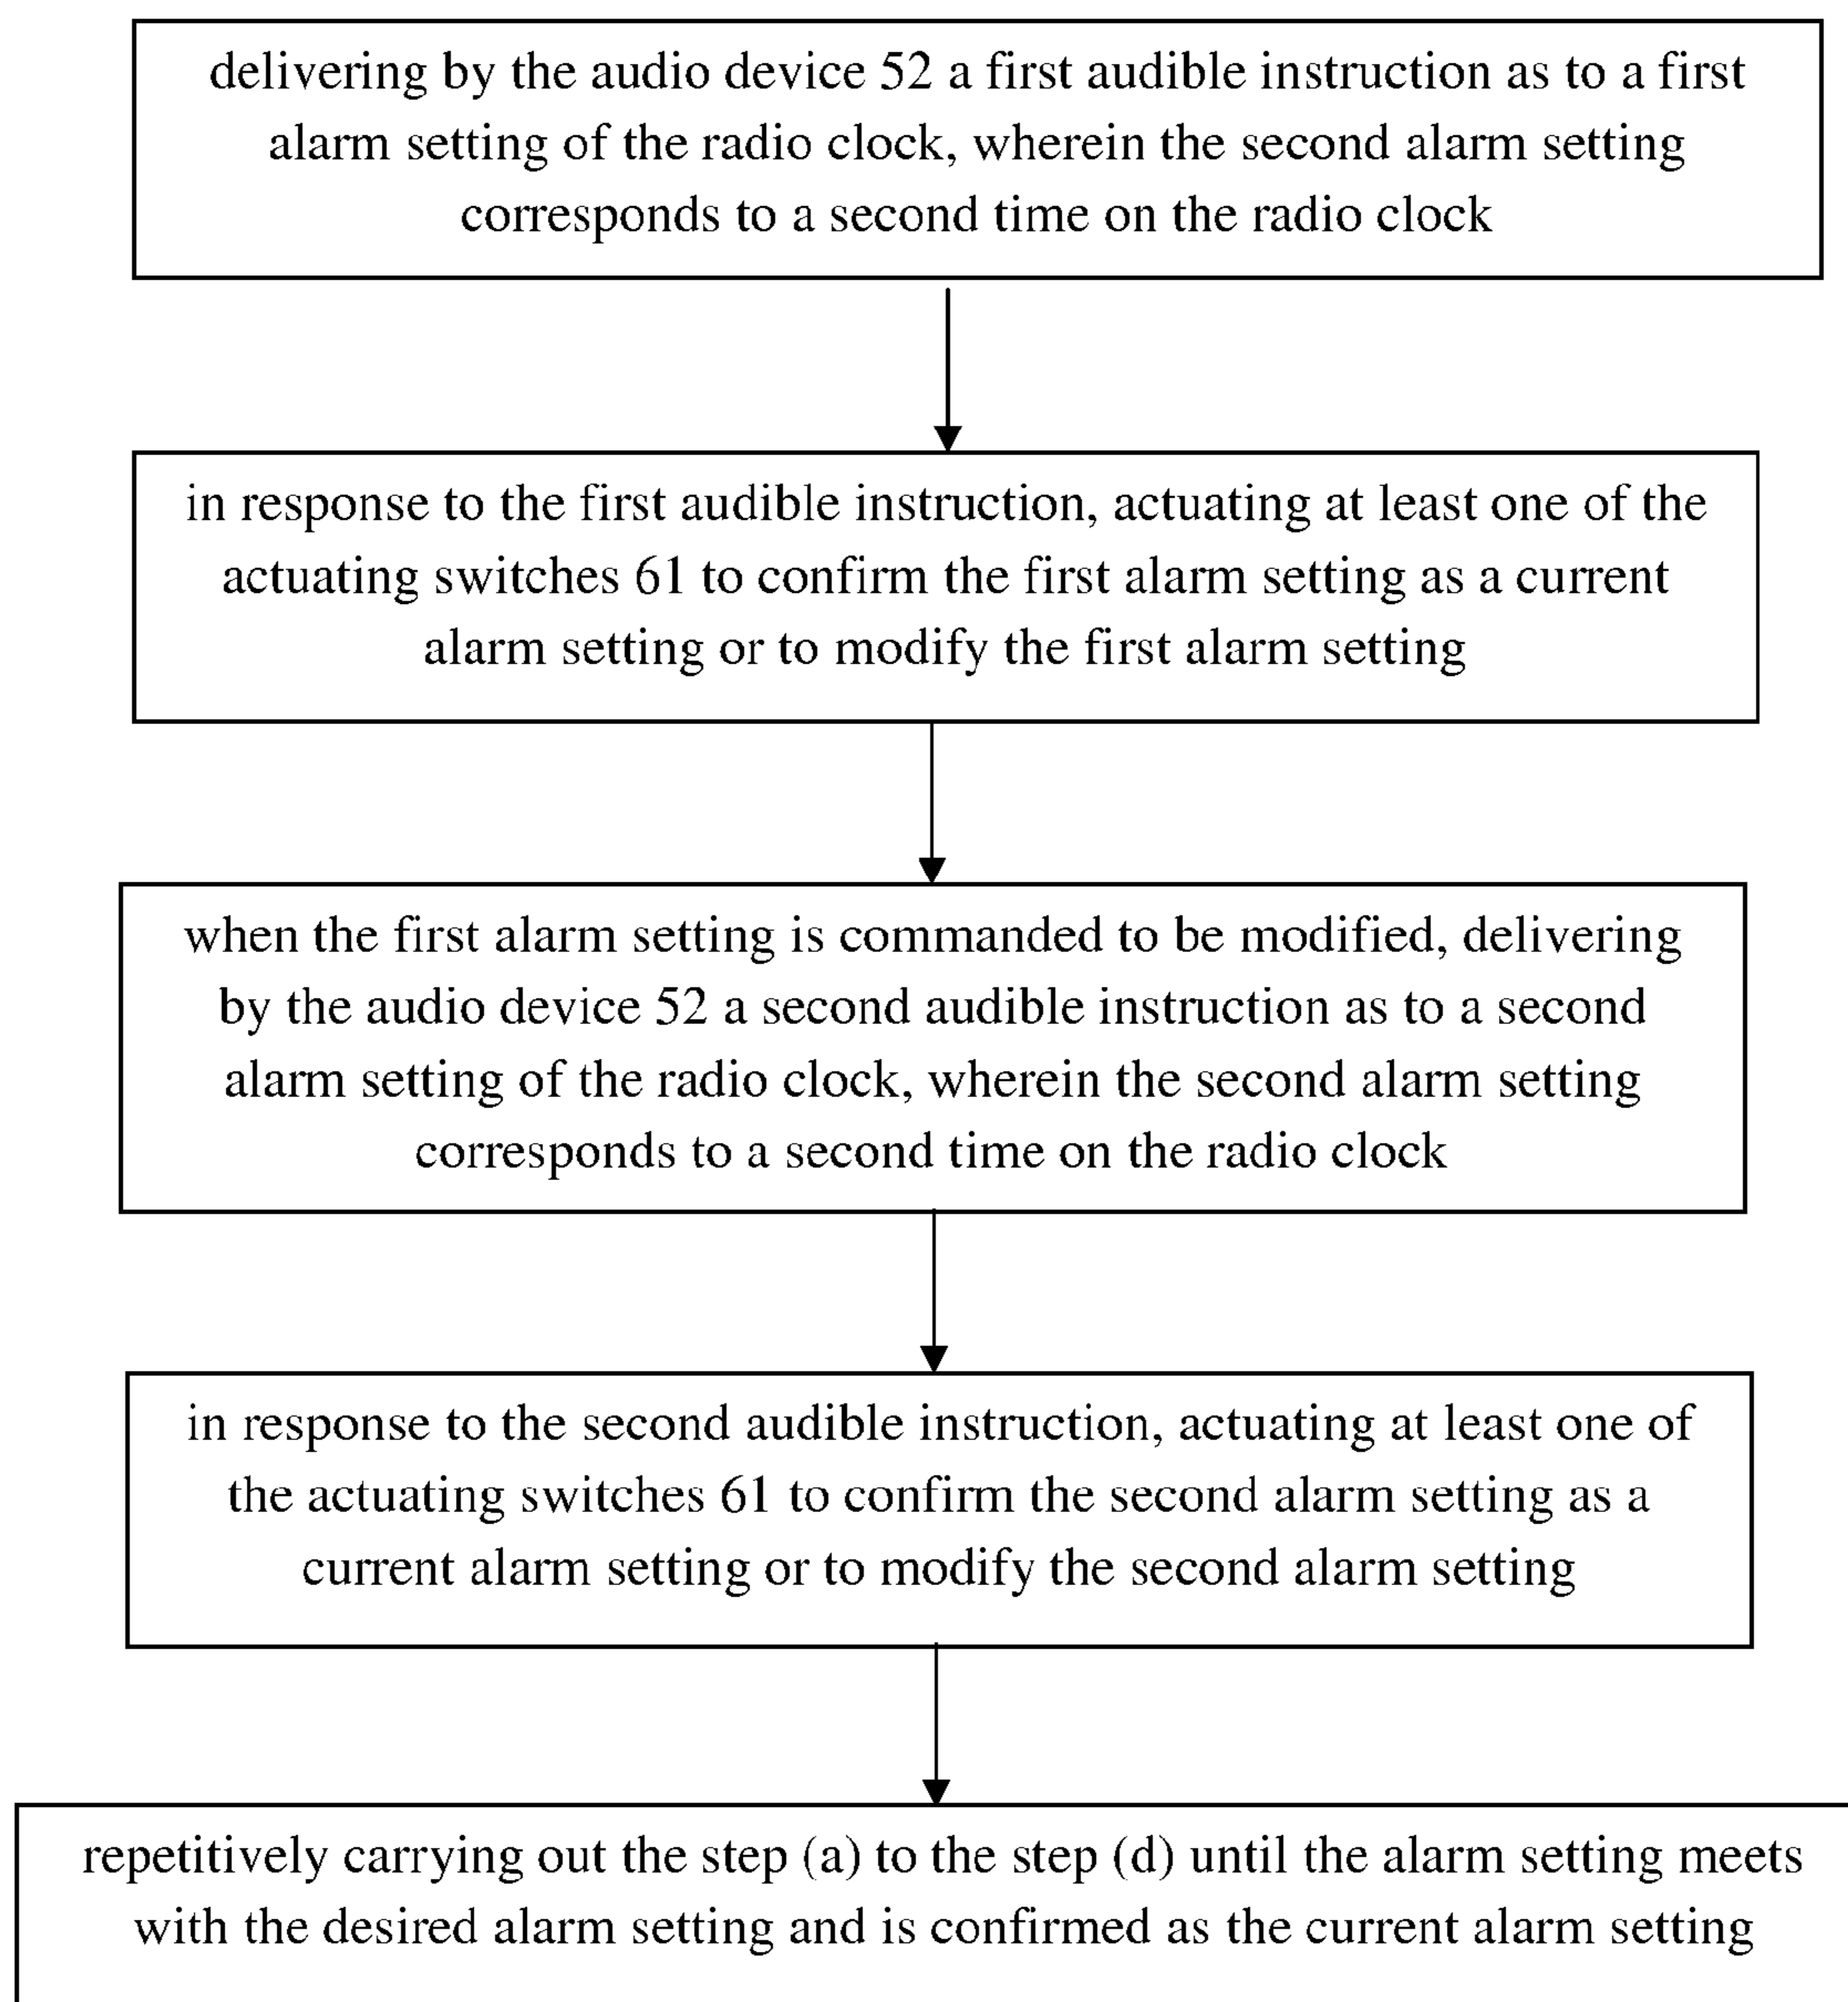 delivering by the audio device 52 a first audible instruction as to a first
alarm setting of the radio clock, wherein the second alarm setting
corresponds to a second time on the radio clock
in response to the first audible instruction, actuating at least one of the
actuating switches 61 to confirm the first alarm setting as a current
alarm setting or to modify the first alarm setting
when the first alarm setting is commanded to be modified, delivering
by the audio device 52 a second audible instruction as to a second
alarm setting of the radio clock, wherein the second alarm setting
corresponds to a second time on the radio clock
in response to the second audible instruction, actuating at least one of
the actuating switches 61 to confirm the second alarm setting as a
current alarm setting or to modify the second alarm setting
repetitively carrying out the step (a) to the step (d) until the alarm setting meets
with the desired alarm setting and is confirmed as the current alarm setting